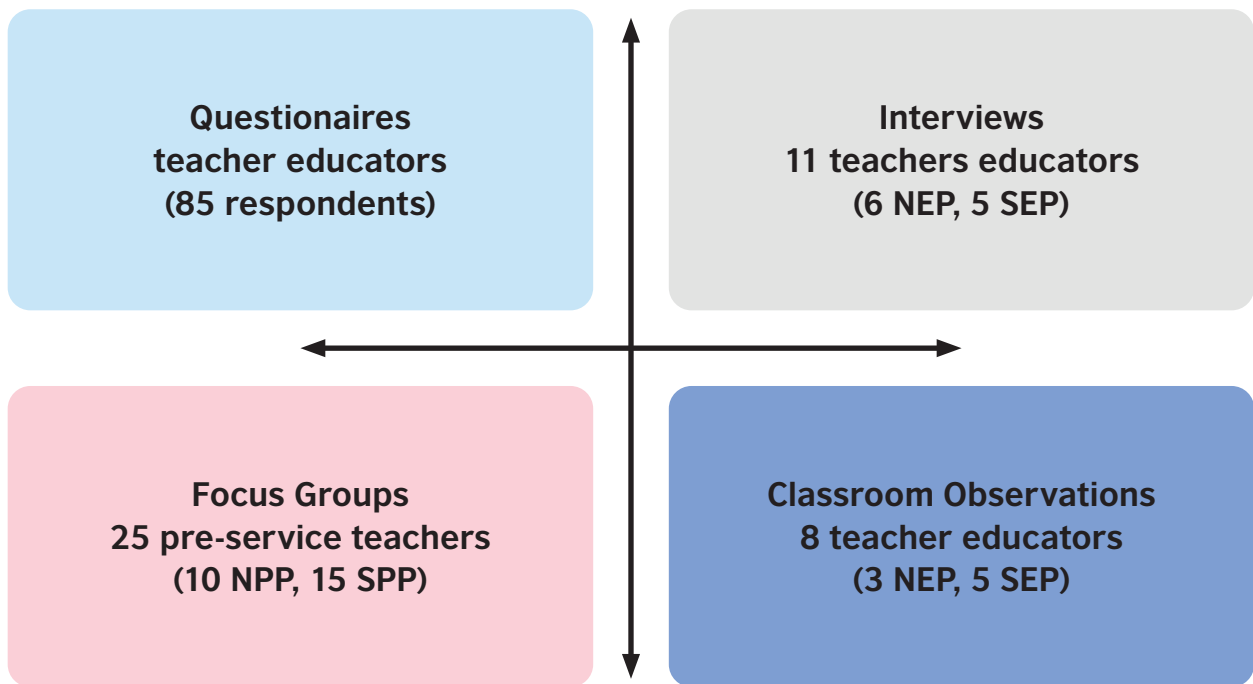 Questionaires
teacher educators
(85 respondents)
Interviews
11 teachers educators
(6 NEP, 5 SEP)
Focus Groups
25 pre-service teachers
(10 NPP, 15 SPP)
Classroom Observations
8 teacher educators
(3 NEP, 5 SEP)